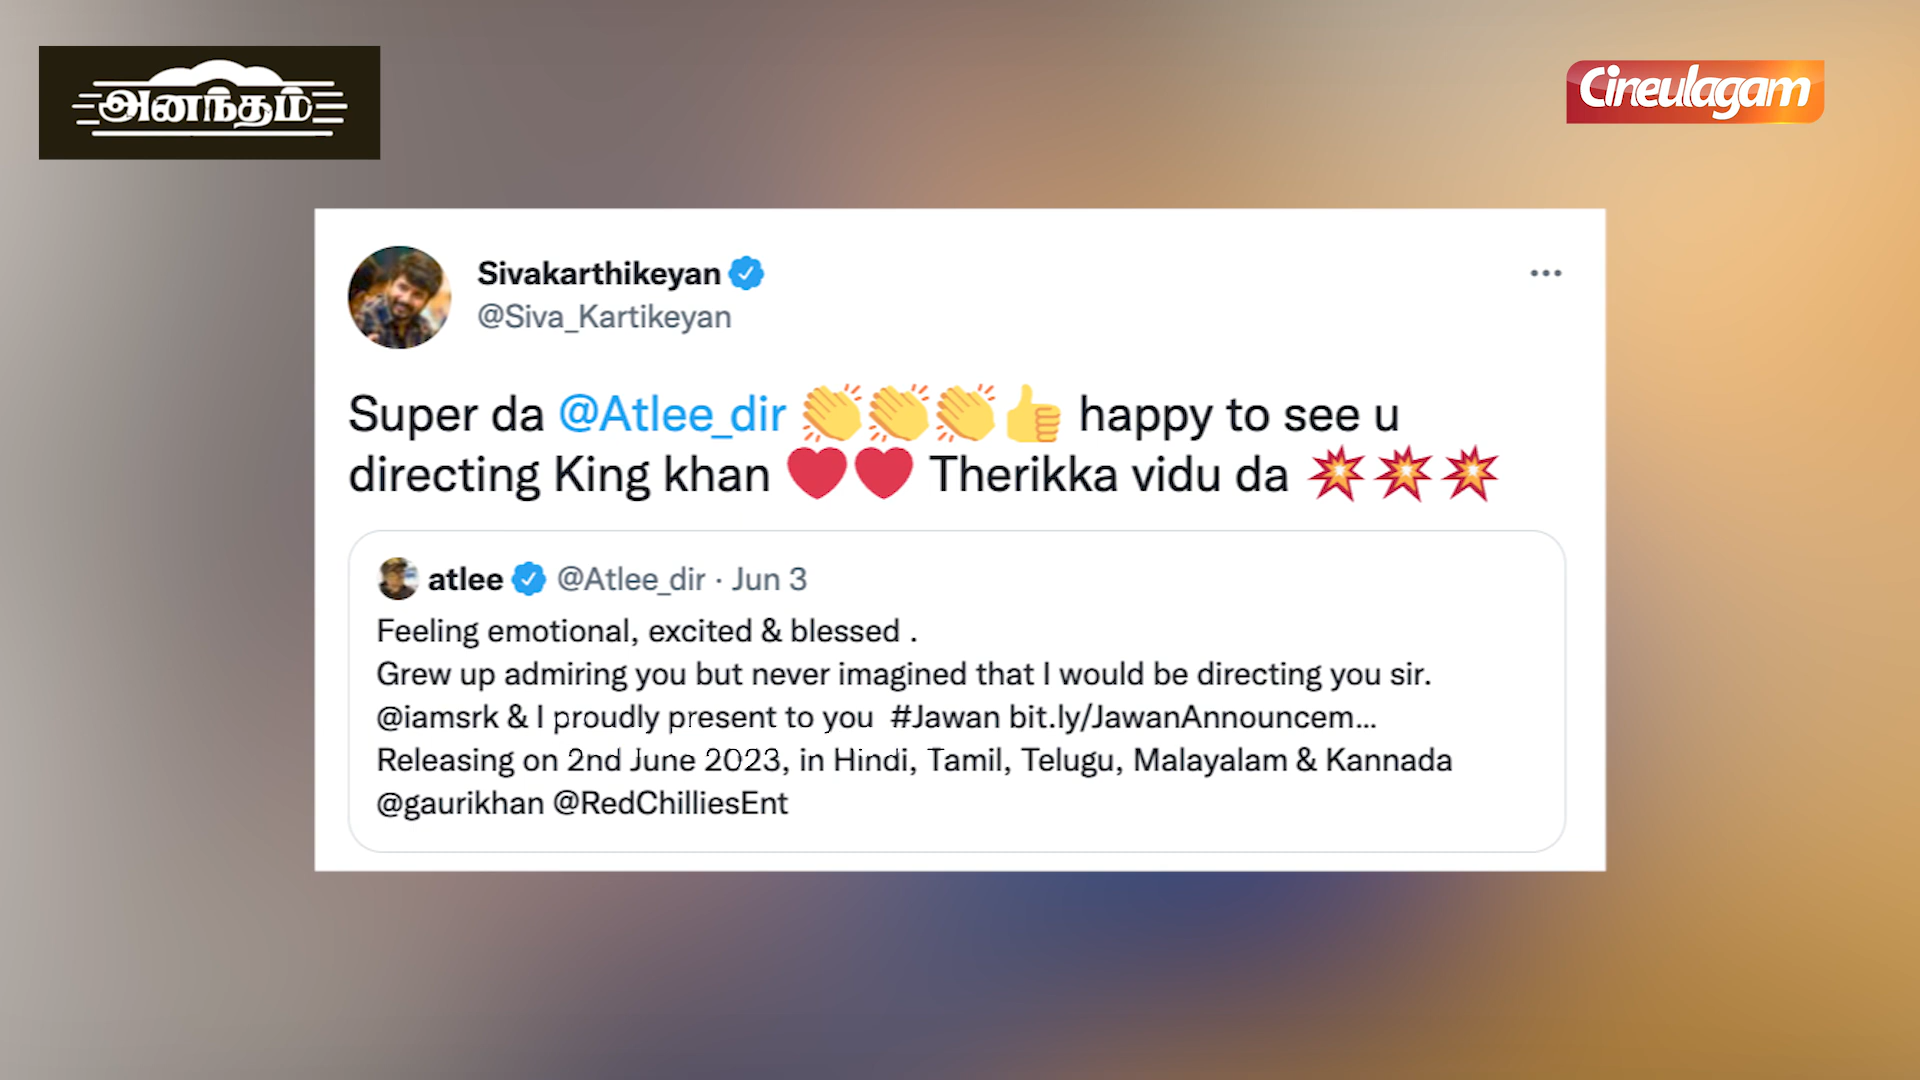 அனந்தம்
Cineulagam
Sivakarthikeyan
@Siva_Kartikeyan
Super da @Atlee_dir 👏👏👏👍 happy to see u
directing King khan ❤️❤️ Therikka vidu da 💥💥💥
atlee @Atlee_dir · Jun 3
Feeling emotional, excited & blessed .
Grew up admiring you but never imagined that I would be directing you sir.
@iamsrk & I proudly present to you #Jawan bit.ly/JawanAnnouncem…
Releasing on 2nd June 2023, in Hindi, Tamil, Telugu, Malayalam & Kannada
@gaurikhan @RedChilliesEnt